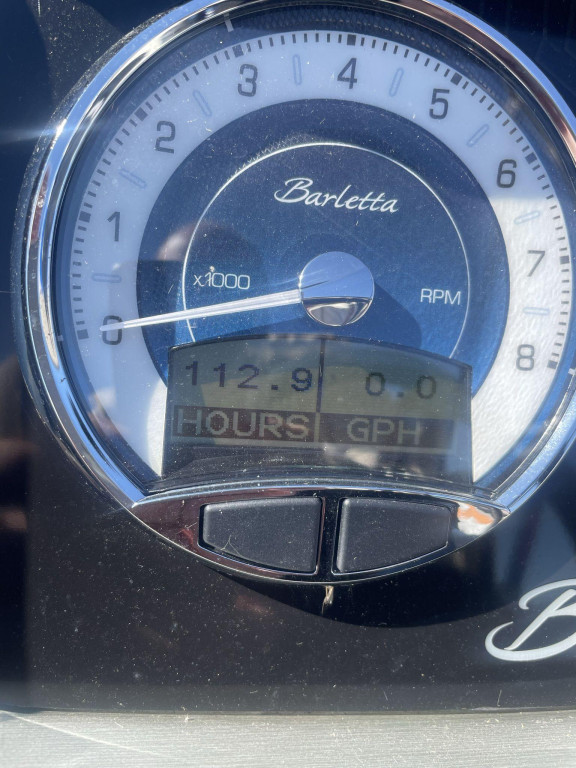 0 1 2 3 4 5 6 7 8
Barletta
x1000 RPM
112.9 0.0
HOURS GPH
B